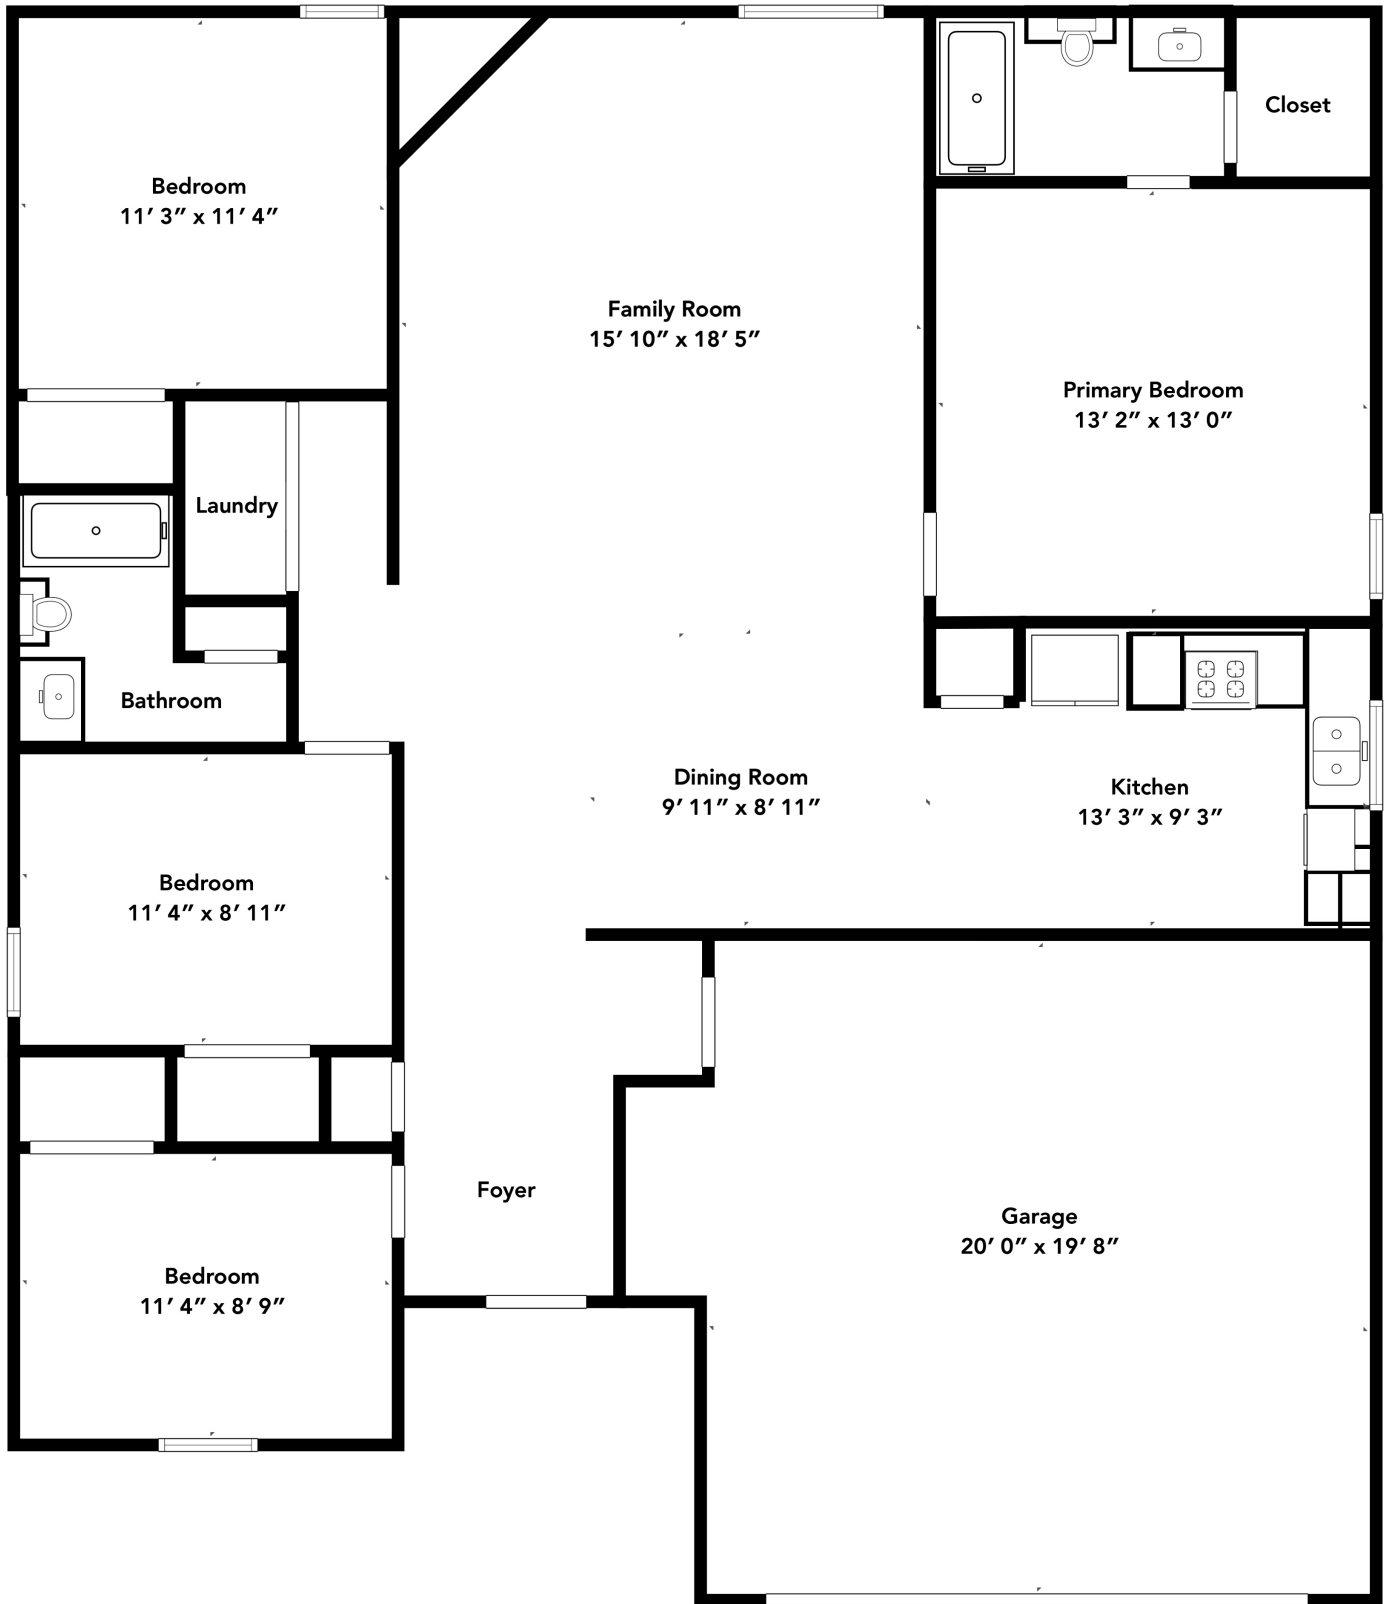 Closet
Bedroom
11′ 3″ x 11′ 4″
Family Room
15′ 10″ x 18′ 5″
Primary Bedroom
13′ 2″ x 13′ 0″
Laundry
Bathroom
Dining Room
9′ 11″ x 8′ 11″
Kitchen
13′ 3″ x 9′ 3″
Bedroom
11′ 4″ x 8′ 11″
Foyer
Garage
20′ 0″ x 19′ 8″
Bedroom
11′ 4″ x 8′ 9″